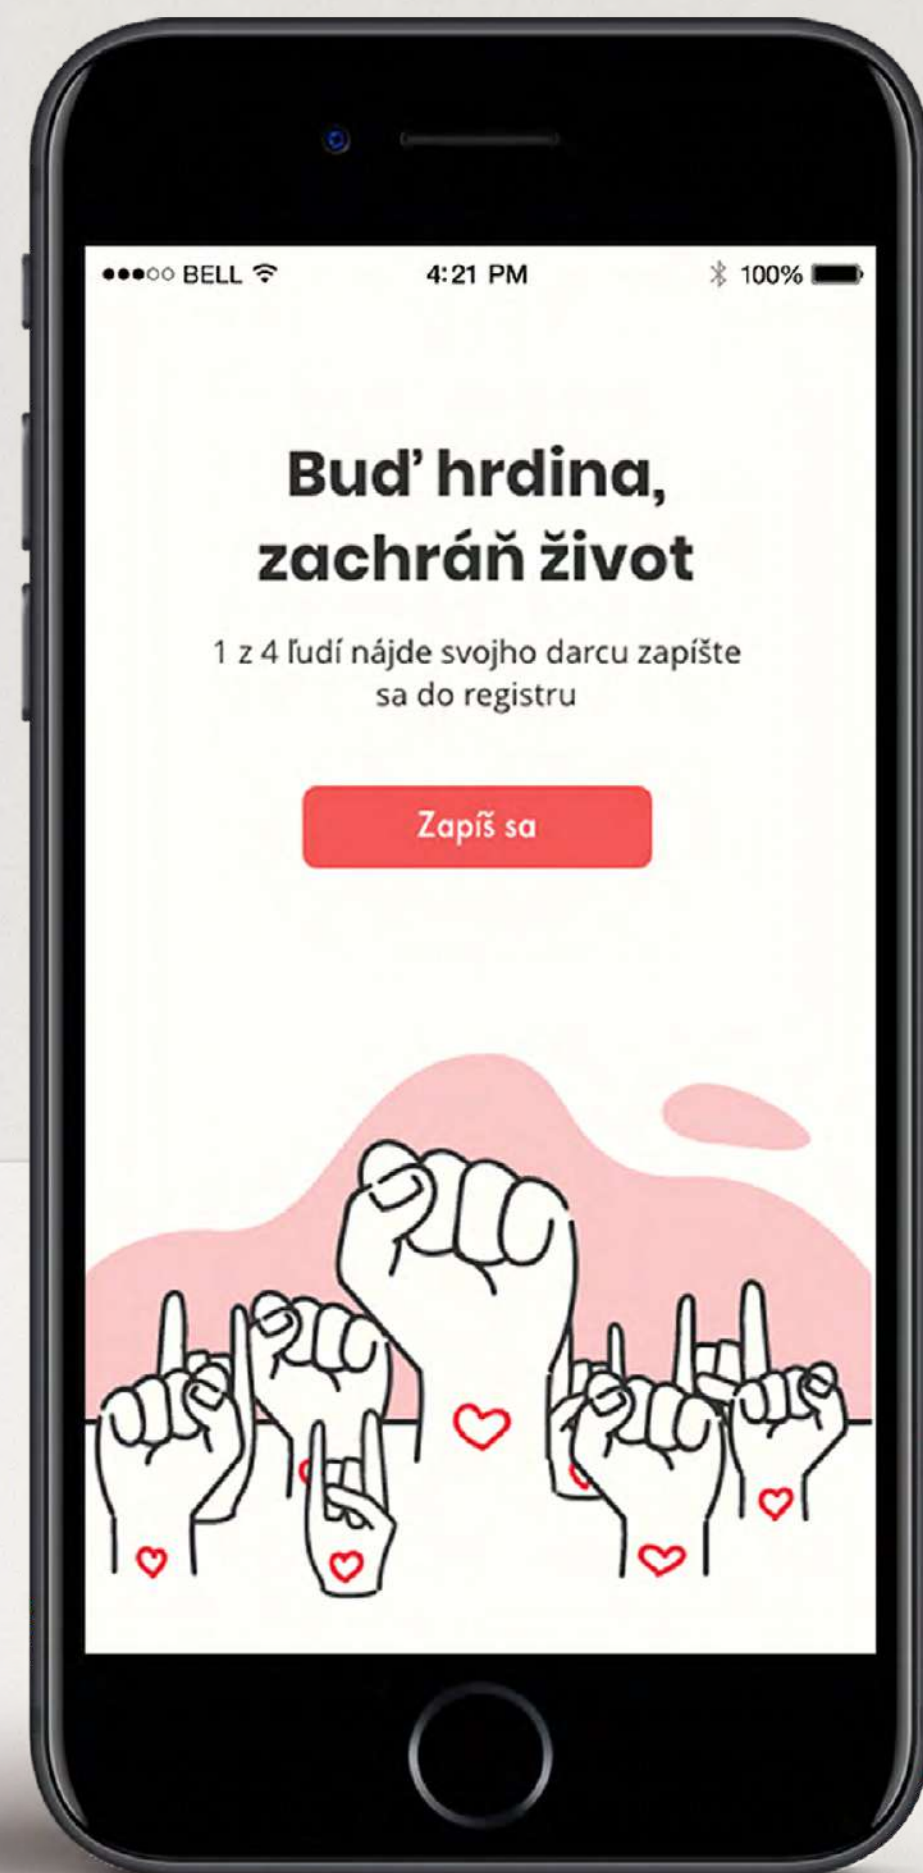 BELL 4:21 PM 100%
Buď hrdina,
zachráň život
1 z 4 ľudí nájde svojho darcu zapíšte
sa do registru
Zapíš sa